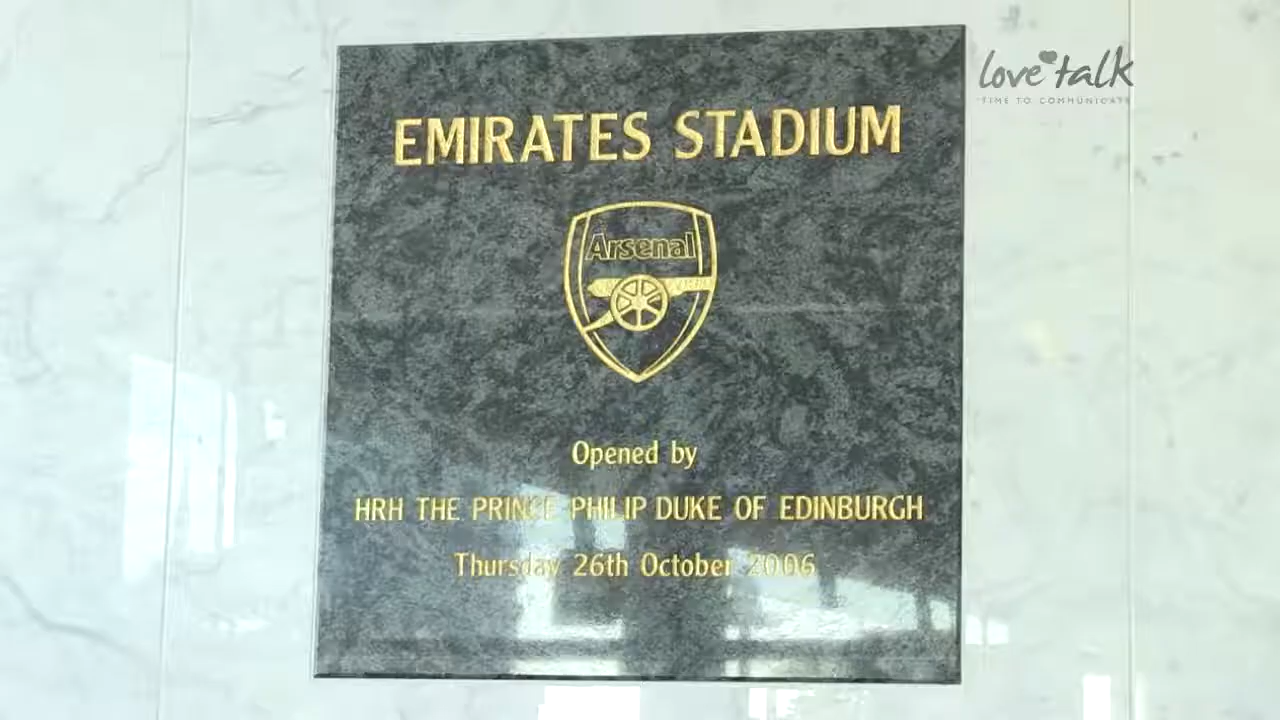 love talk
TIME TO COMMUNICATE
EMIRATES STADIUM
Arsenal
Opened by
HRH THE PRINCE PHILIP DUKE OF EDINBURGH
Thursday 26th October 2006